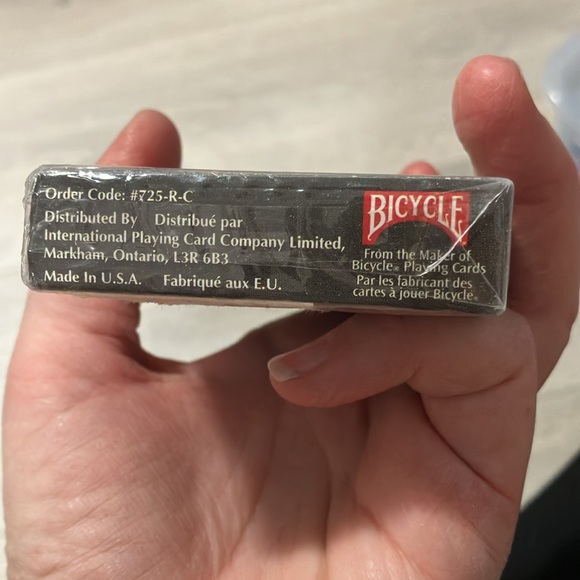 Order Code: #725-R-C
Distributed By Distribué par
International Playing Card Company Limited,
Markham, Ontario, L3R 6B3
Made In U.S.A. Fabriqué aux E.U.
BICYCLE
From the Maker of
Bicycle® Playing Cards
Par les fabricant des
cartes à jouer Bicycle®